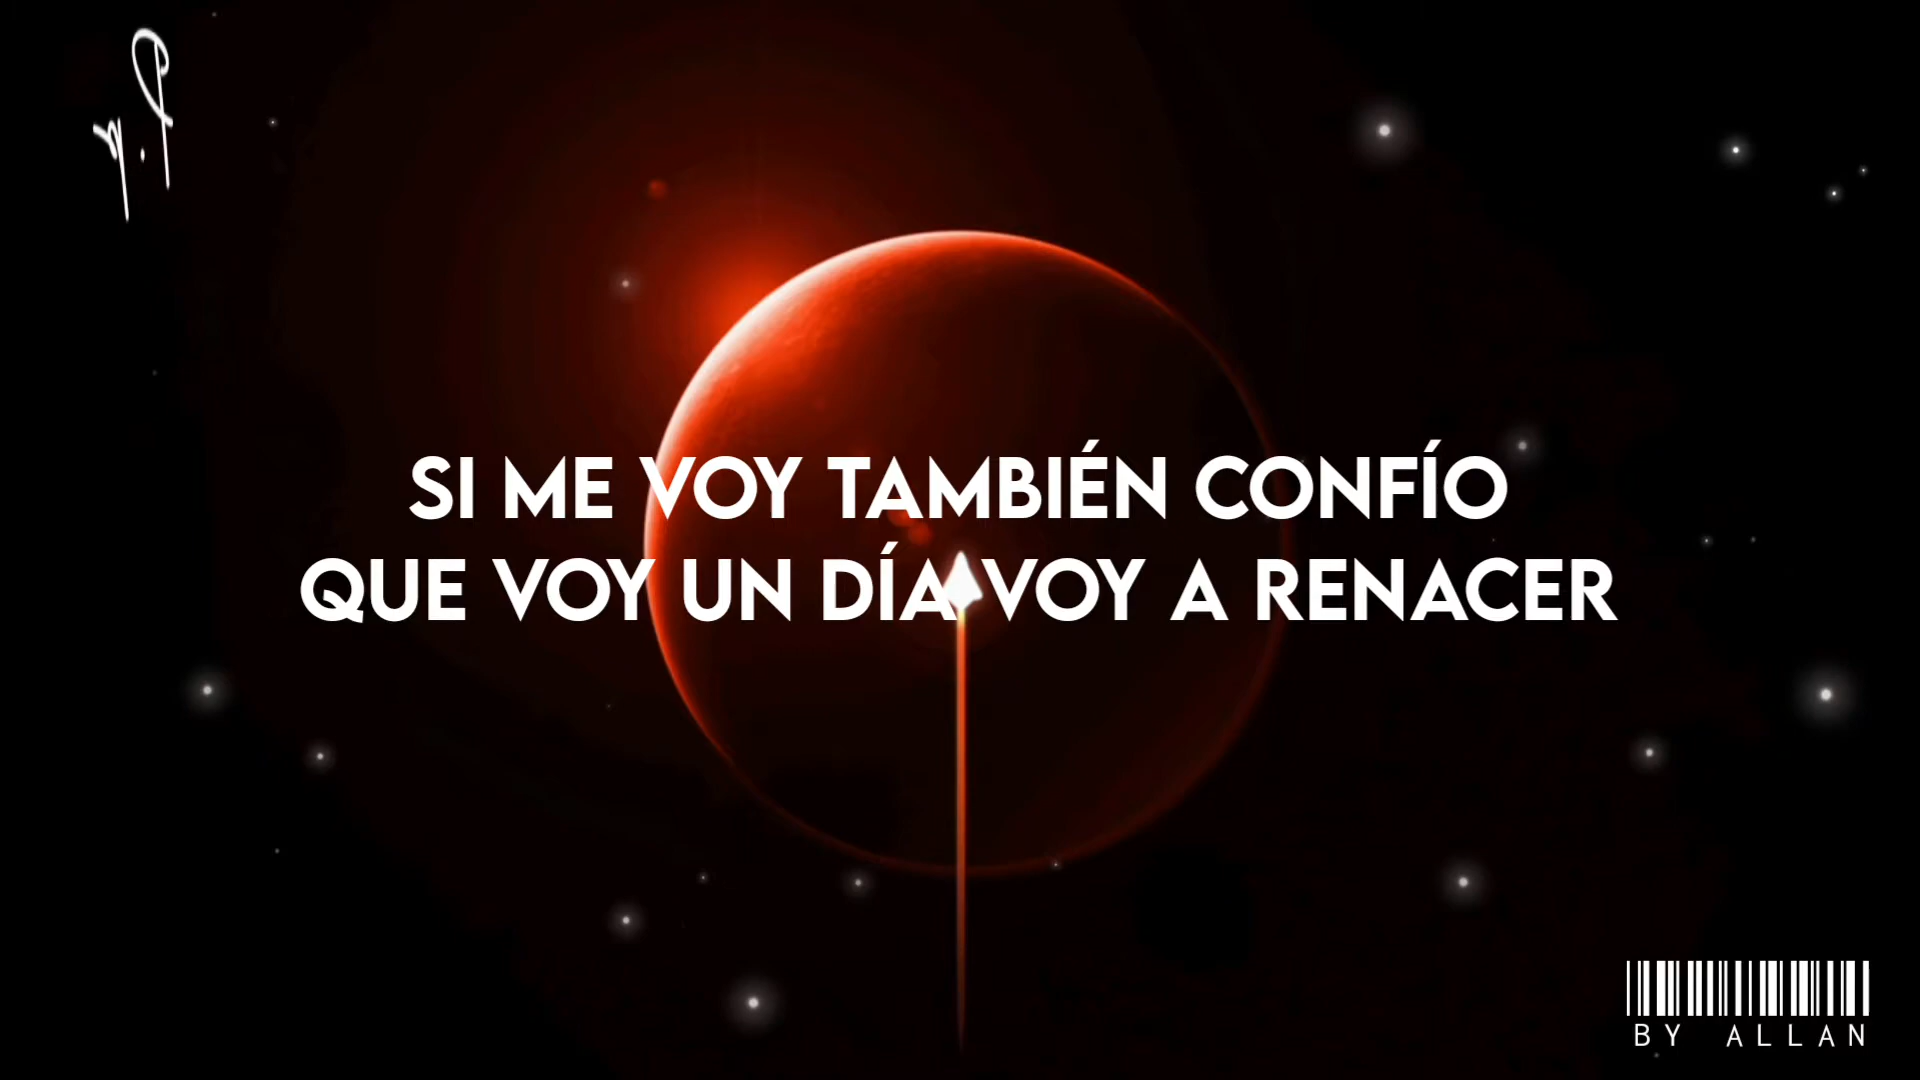 SI ME VOY TAMBIÉN CONFÍO
QUE VOY UN DÍA VOY A RENACER
BY ALLAN